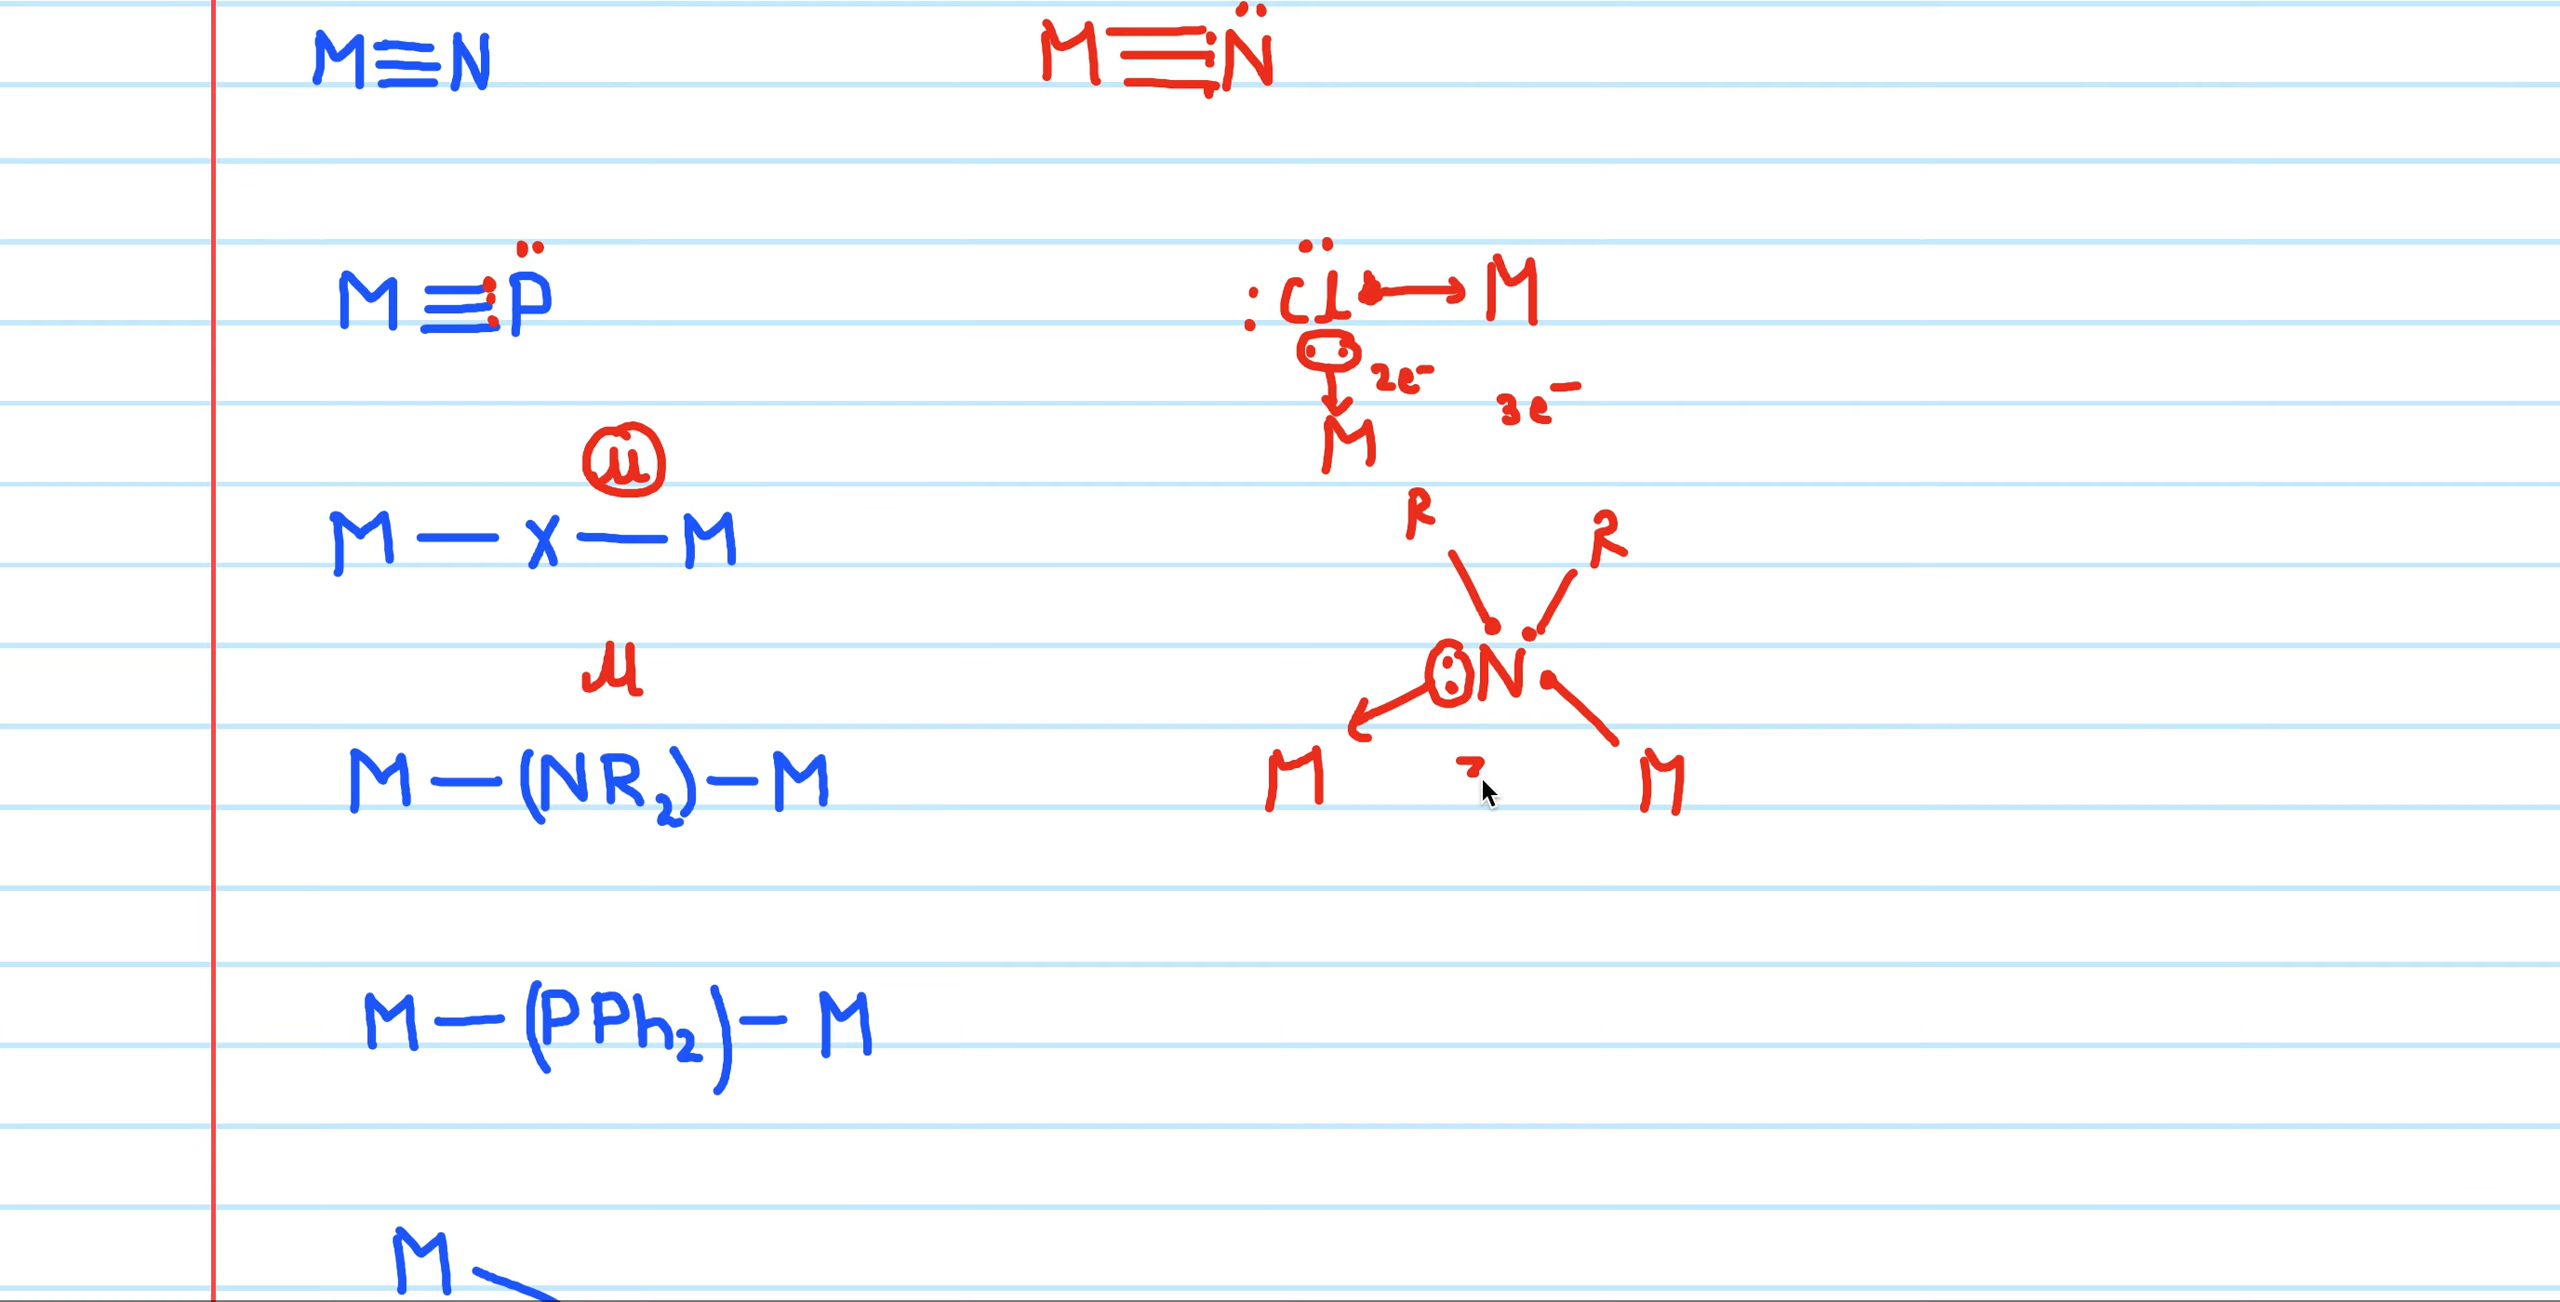 M≡N
M≡N
M≡P
Cl → M
2e⁻
3e⁻
M
μ
M — X — M
R
R
μ
N
M — (NR₂) — M
M
M
M — (PPh₂) — M
M